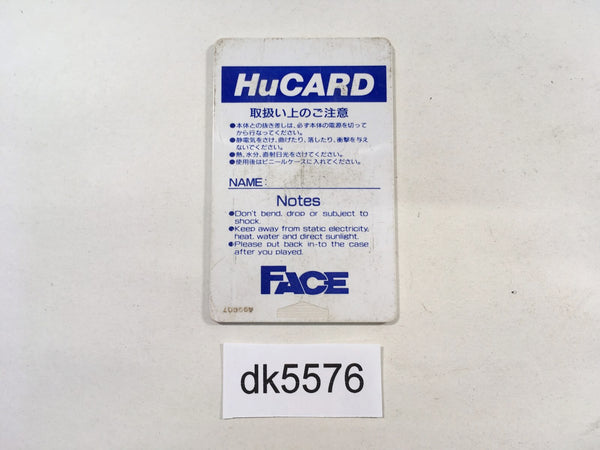 HuCARD
取扱い上のご注意
●本体との抜き差しは、必ず本体の電源を切って
から行なってください。
●静電気をさけ、曲げたり、落したり、衝撃を与え
ないでください。
●熱、水分、直射日光をさけてください。
●使用後はビニールケースに入れてください。
NAME:
Notes
●Don't bend, drop or subject to
shock.
●Keep away from static electricity,
heat, water and direct sunlight.
●Please put back in-to the case
after you played.
FACE
dk5576